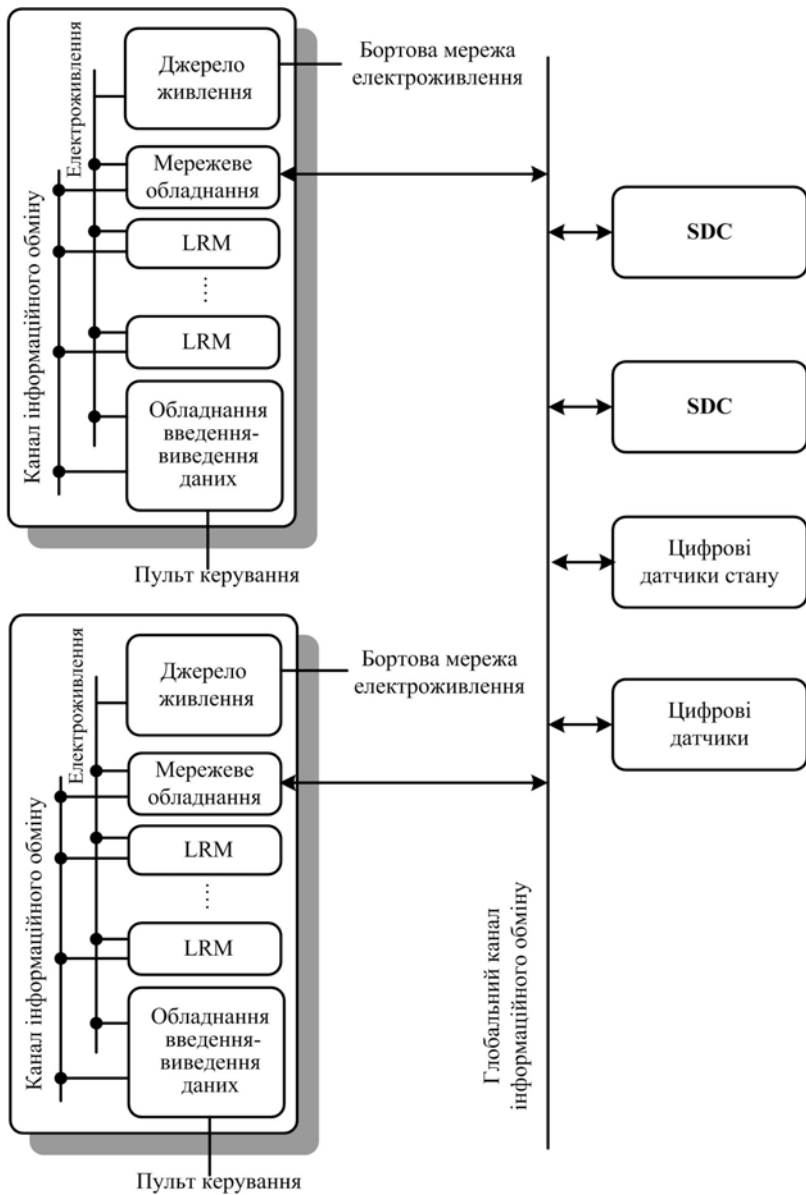 Джерело
живлення
Бортова мережа
електроживлення
Електроживлення
Канал інформаційного обміну
Мережеве
обладнання
LRM
LRM
Обладнання
введення-
виведення
даних
Пульт керування
SDC
SDC
Цифрові
датчики стану
Цифрові
датчики
Джерело
живлення
Бортова мережа
електроживлення
Електроживлення
Канал інформаційного обміну
Мережеве
обладнання
LRM
LRM
Обладнання
введення-
виведення
даних
Пульт керування
Глобальний канал
інформаційного обміну